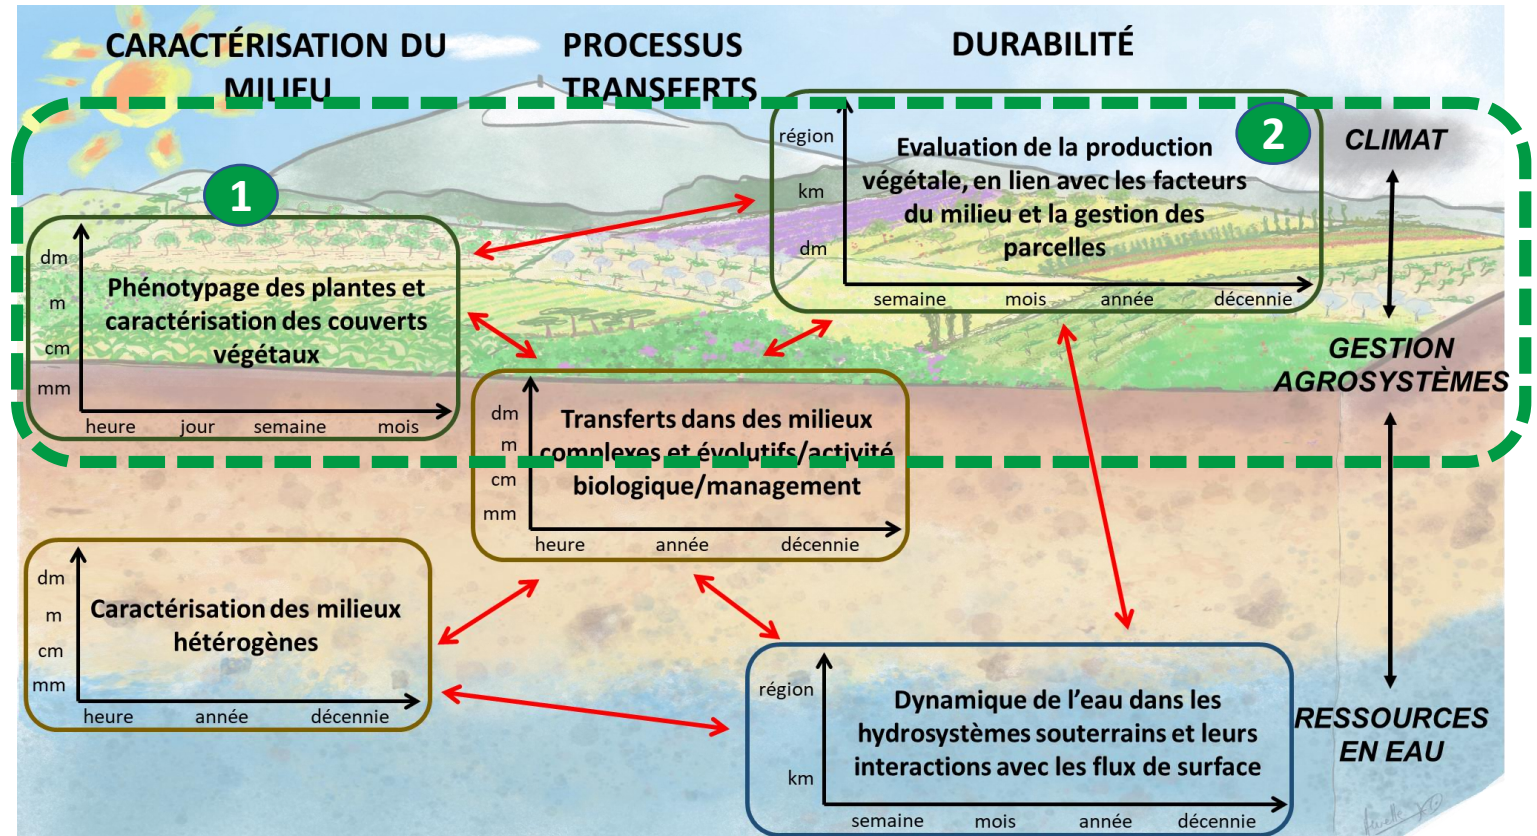 CARACTÉRISATION DU
MILIEU
PROCESSUS
TRANSFERTS
DURABILITÉ
1
dm
m
cm
mm
Phénotypage des plantes et
caractérisation des couverts
végétaux
heure jour semaine mois
2
région
km
dm
Evaluation de la production
végétale, en lien avec les facteurs
du milieu et la gestion des
parcelles
semaine mois année décennie
CLIMAT
GESTION
AGROSYSTÈMES
RESSOURCES
EN EAU
dm
m
cm
mm
Transferts dans des milieux
complexes et évolutifs/activité
biologique/management
heure année décennie
dm
m
cm
mm
Caractérisation des milieux
hétérogènes
heure année décennie
région
km
Dynamique de l’eau dans les
hydrosystèmes souterrains et leurs
interactions avec les flux de surface
semaine mois année décennie